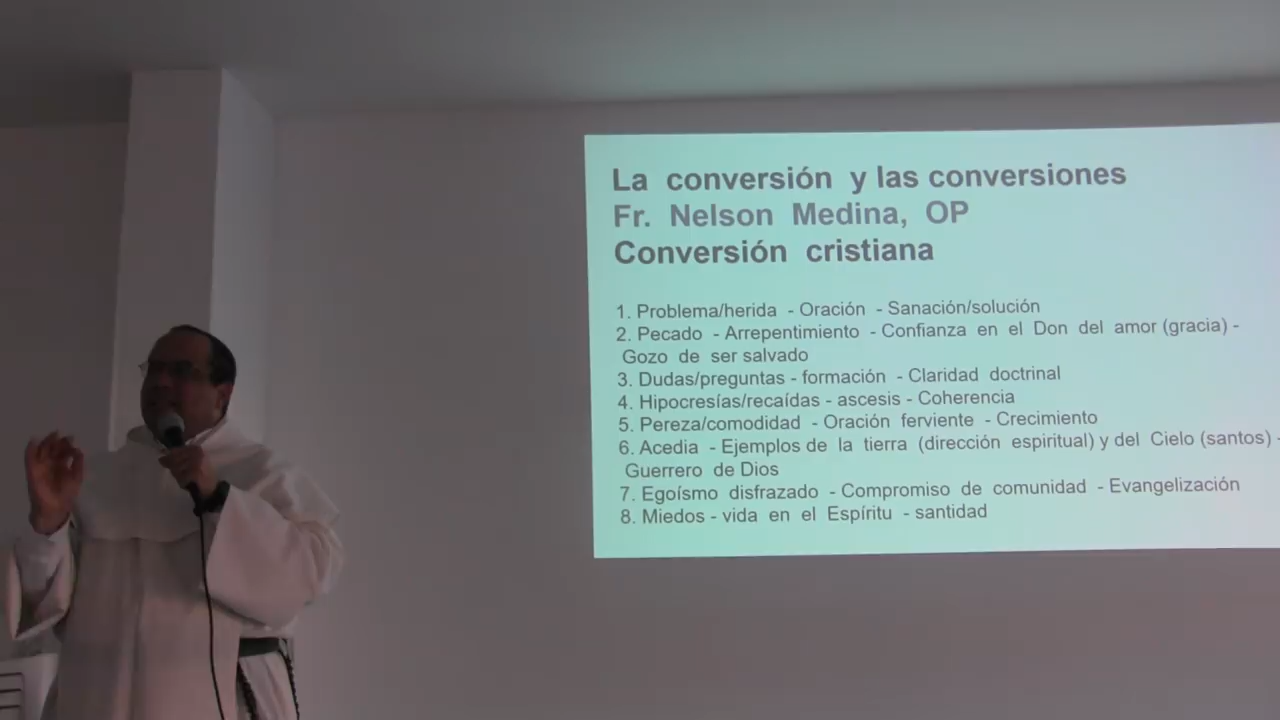 La conversión y las conversiones
Fr. Nelson Medina, OP
Conversión cristiana
1. Problema/herida - Oración - Sanación/solución
2. Pecado - Arrepentimiento - Confianza en el Don del amor (gracia) -
Gozo de ser salvado
3. Dudas/preguntas - formación - Claridad doctrinal
4. Hipocresías/recaídas - ascesis - Coherencia
5. Pereza/comodidad - Oración ferviente - Crecimiento
6. Acedia - Ejemplos de la tierra (dirección espiritual) y del Cielo (santos) -
Guerrero de Dios
7. Egoísmo disfrazado - Compromiso de comunidad - Evangelización
8. Miedos - vida en el Espíritu - santidad